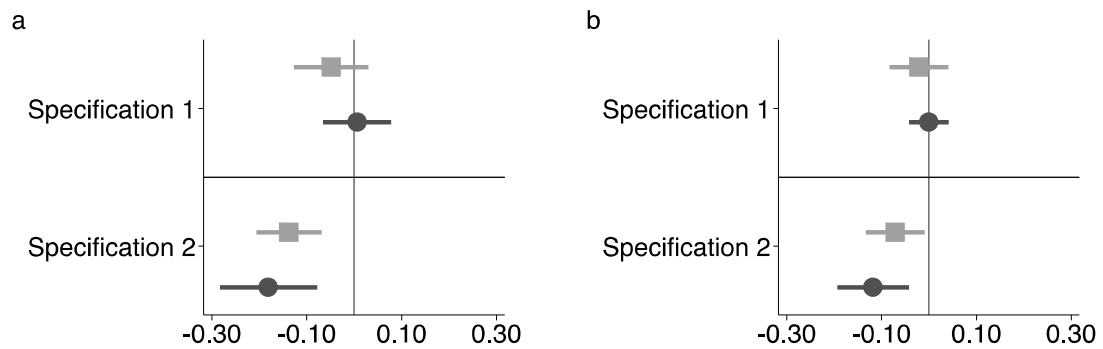 a
Specification 1
Specification 2
-0.30 -0.10 0.10 0.30
b
Specification 1
Specification 2
-0.30 -0.10 0.10 0.30